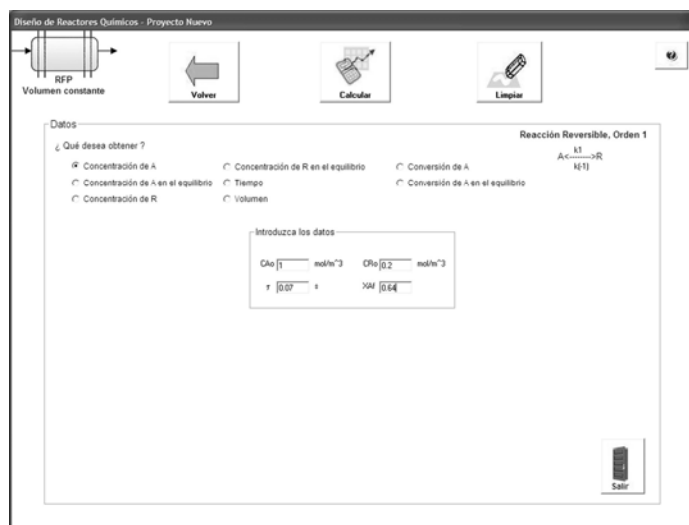 Diseño de Reactores Químicos - Proyecto Nuevo
RFP
Volumen constante
Volver
Calcular
Limpiar
Datos
Reacción Reversible, Orden 1
¿ Qué desea obtener ?
k1
A<-------->R
k(-1)
Concentración de A
Concentración de R en el equilibrio
Conversión de A
Concentración de A en el equilibrio
Tiempo
Conversión de A en el equilibrio
Concentración de R
Volumen
Introduzca los datos
CAo 1 mol/m^3 CRo 0.2 mol/m^3
τ 0.07 s XAf 0.64
Salir